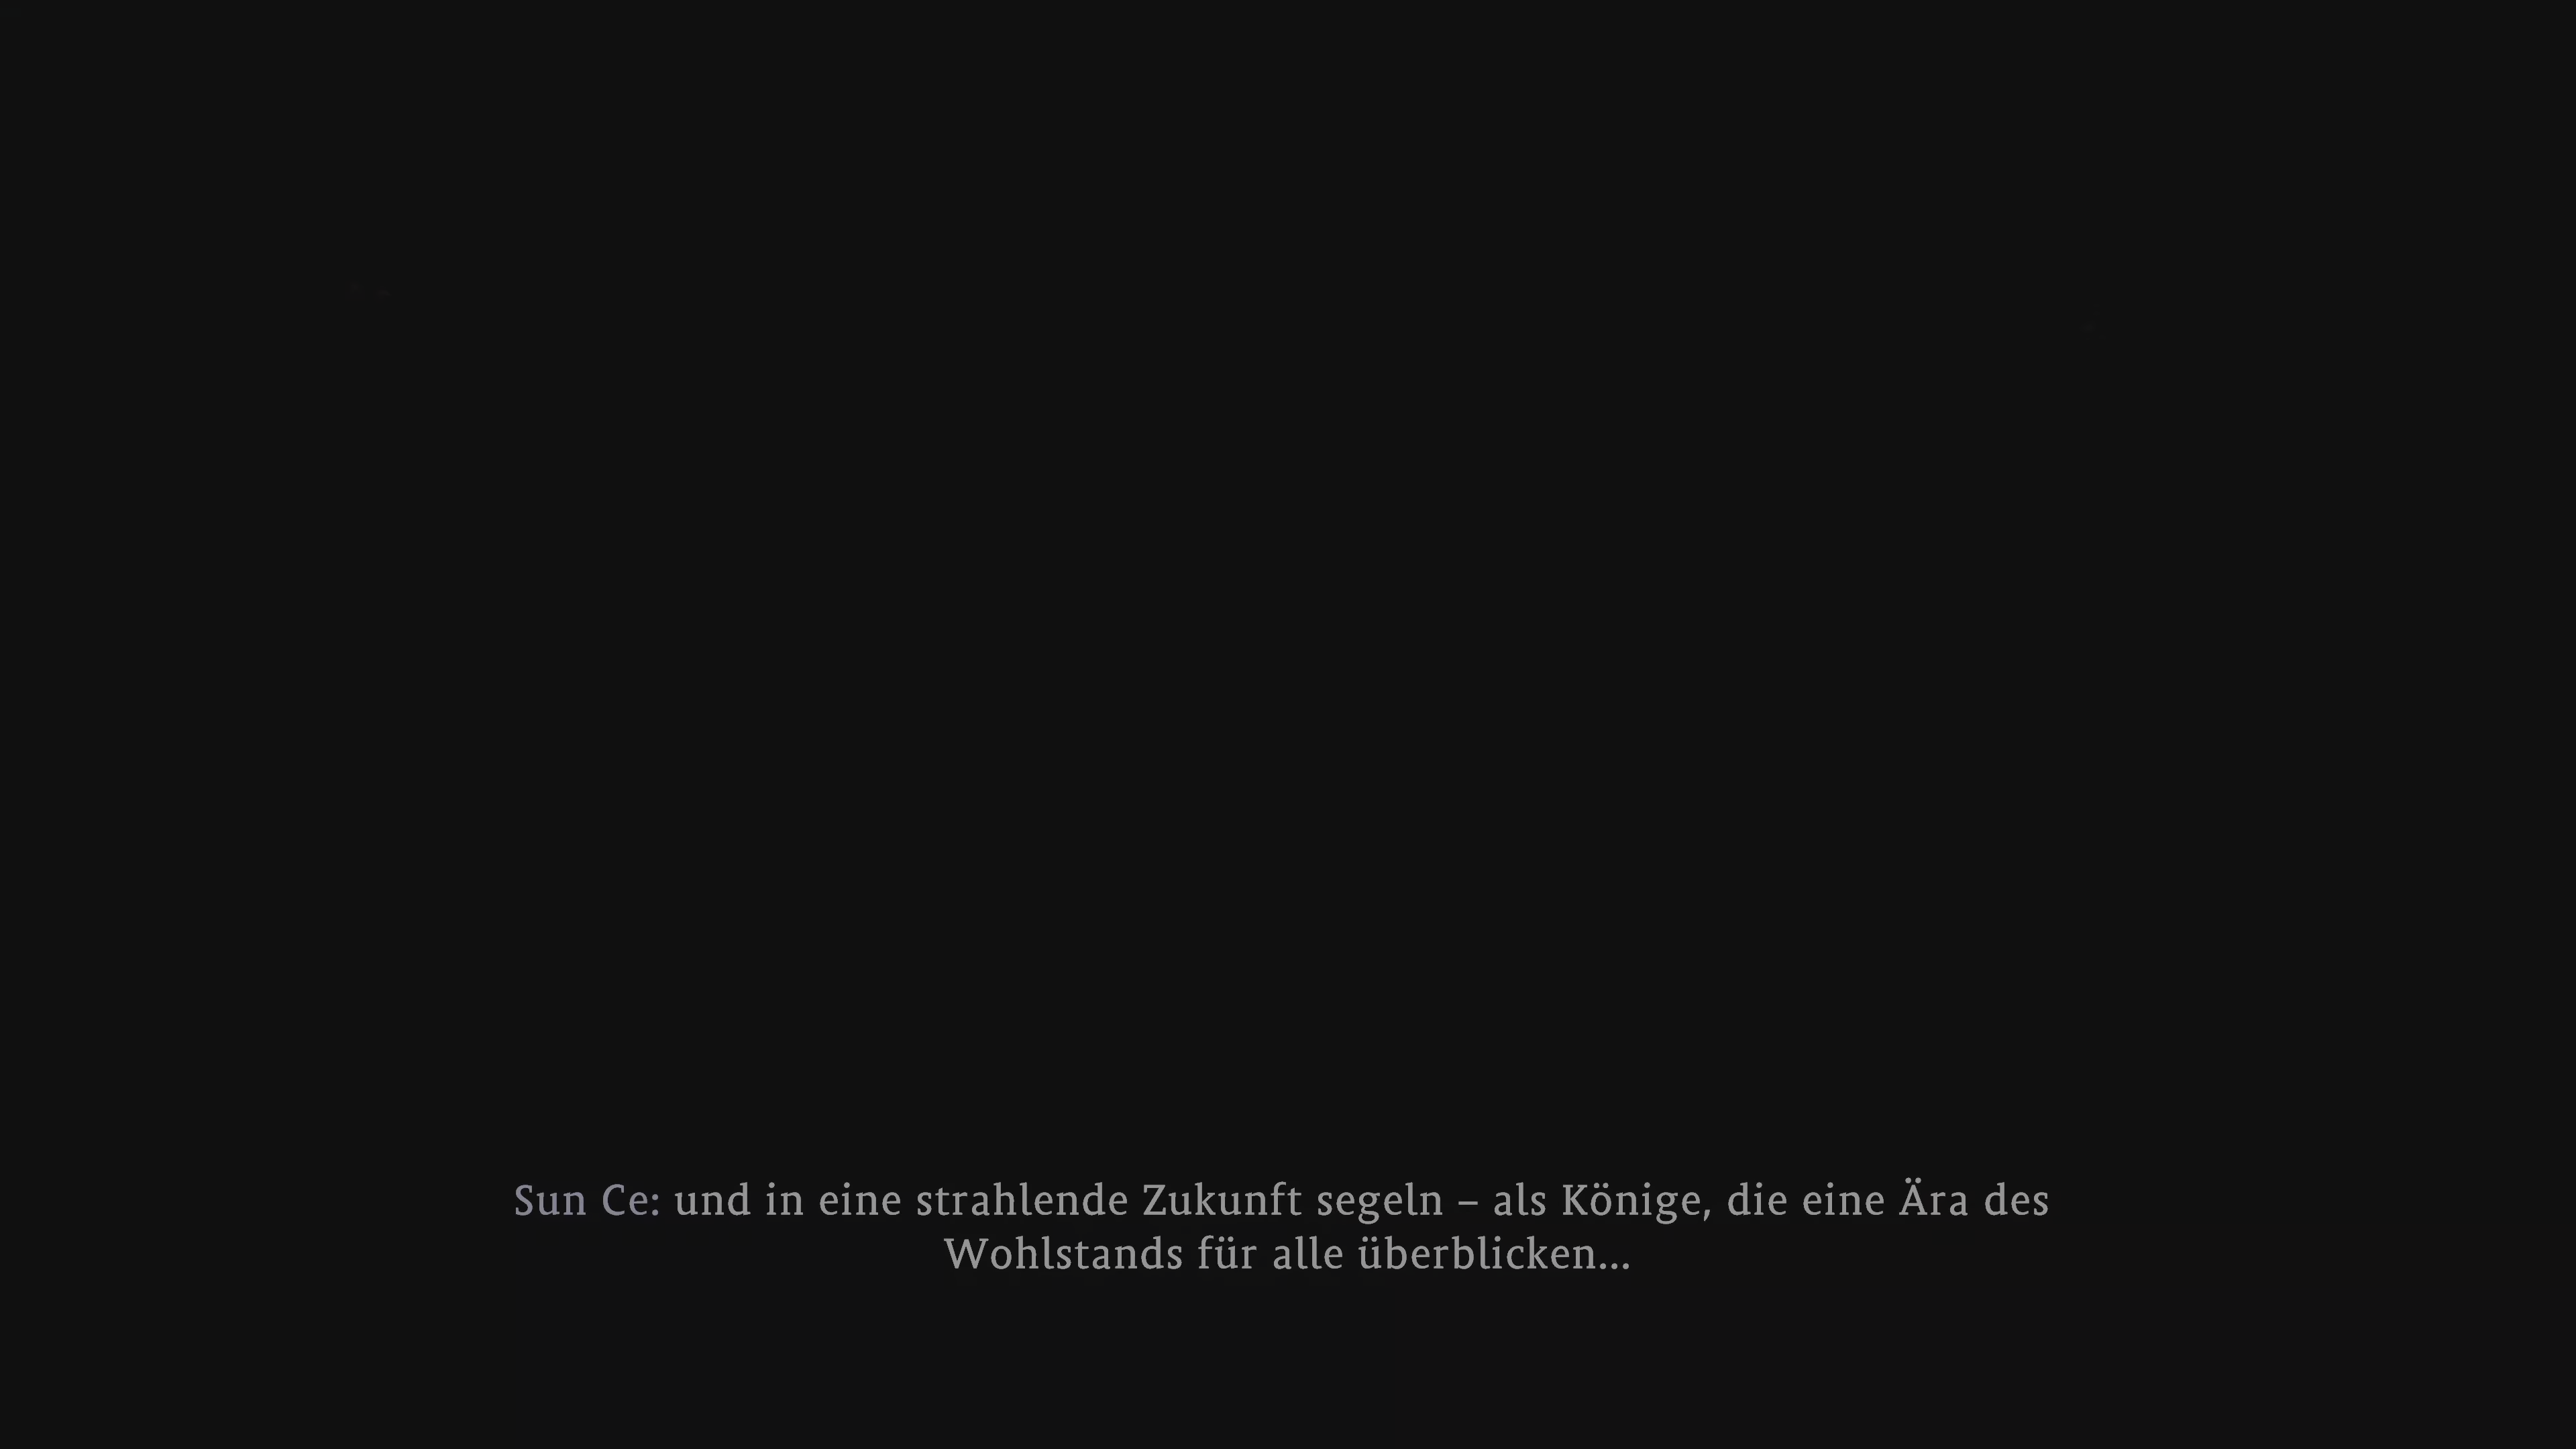 Sun Ce: und in eine strahlende Zukunft segeln – als Könige, die eine Ära des
Wohlstands für alle überblicken...